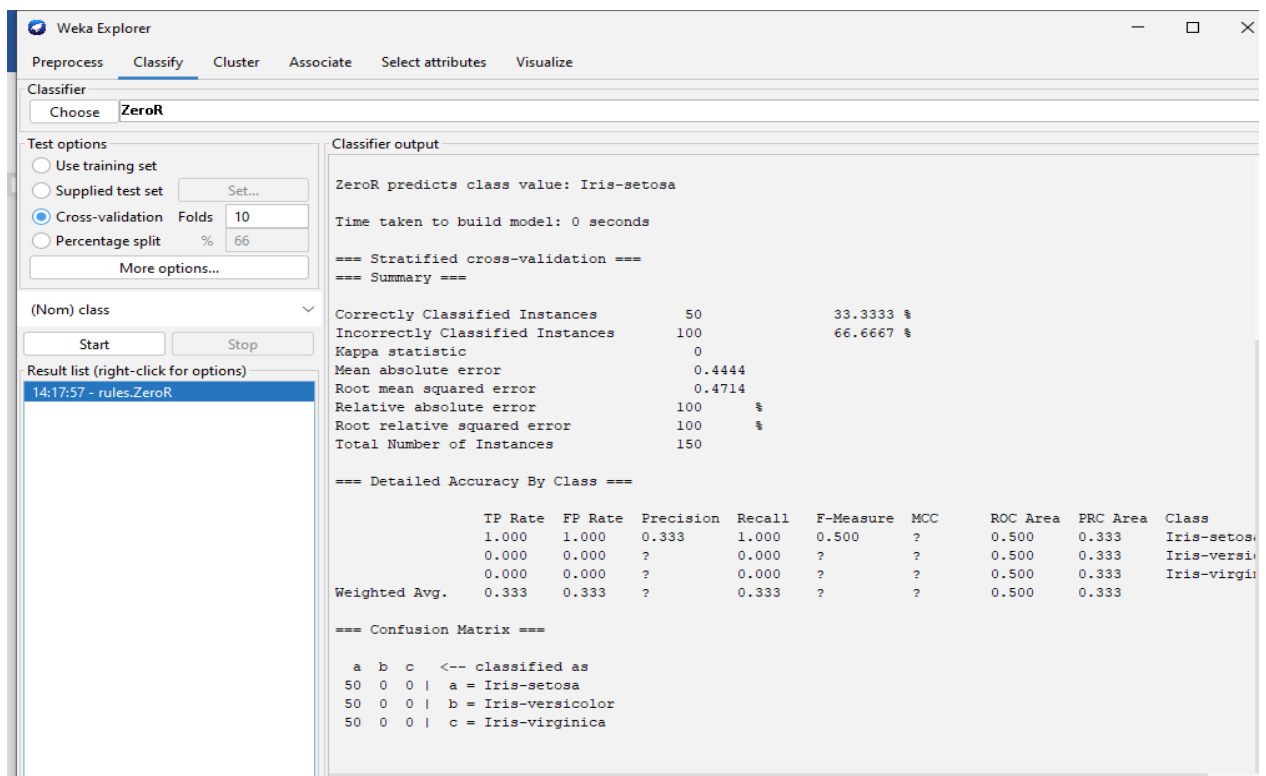 Weka Explorer
Preprocess Classify Cluster Associate Select attributes Visualize
Classifier
Choose ZeroR
Test options
Use training set
Supplied test set Set...
Cross-validation Folds 10
Percentage split % 66
More options...
(Nom) class
Start Stop
Result list (right-click for options)
14:17:57 - rules.ZeroR
Classifier output
ZeroR predicts class value: Iris-setosa
Time taken to build model: 0 seconds
=== Stratified cross-validation ===
=== Summary ===
Correctly Classified Instances 50 33.3333 %
Incorrectly Classified Instances 100 66.6667 %
Kappa statistic 0
Mean absolute error 0.4444
Root mean squared error 0.4714
Relative absolute error 100 %
Root relative squared error 100 %
Total Number of Instances 150
=== Detailed Accuracy By Class ===
TP Rate FP Rate Precision Recall F-Measure MCC ROC Area PRC Area Class
1.000 1.000 0.333 1.000 0.500 ? 0.500 0.333 Iris-setos
0.000 0.000 ? 0.000 ? ? 0.500 0.333 Iris-versi
0.000 0.000 ? 0.000 ? ? 0.500 0.333 Iris-virgi
Weighted Avg. 0.333 0.333 ? 0.333 ? ? 0.500 0.333
=== Confusion Matrix ===
a b c <-- classified as
50 0 0 | a = Iris-setosa
50 0 0 | b = Iris-versicolor
50 0 0 | c = Iris-virginica